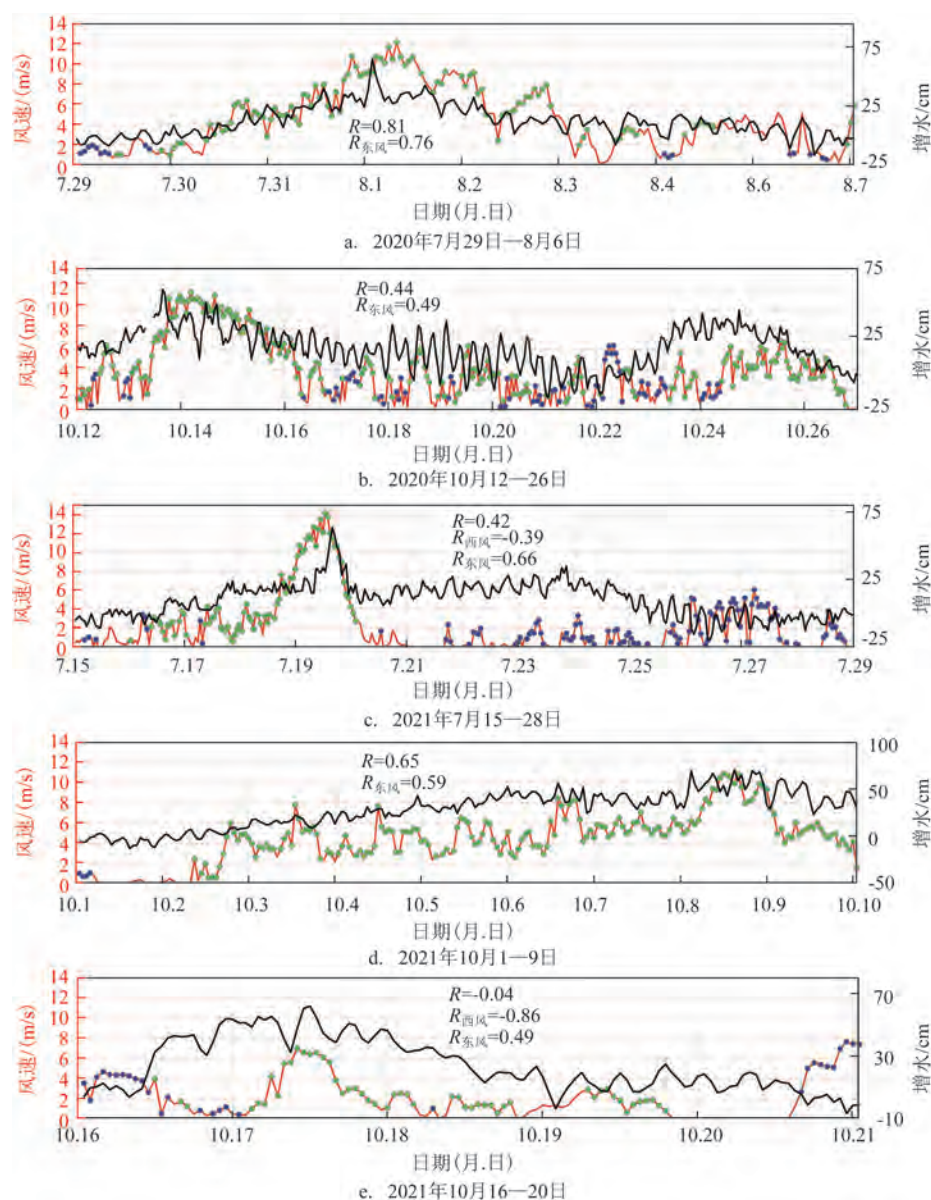 14
12
10
8
6
4
2
0
风速/(m/s)
75
25
-25
增水/cm
R=0.81
R东风=0.76
7.29 7.30 7.31 8.1 8.2 8.3 8.4 8.6 8.7
日期(月.日)
a. 2020年7月29日—8月6日
14
12
10
8
6
4
2
0
风速/(m/s)
75
25
-25
增水/cm
R=0.44
R东风=0.49
10.12 10.14 10.16 10.18 10.20 10.22 10.24 10.26
日期(月.日)
b. 2020年10月12—26日
14
12
10
8
6
4
2
0
风速/(m/s)
75
25
-25
增水/cm
R=0.42
R西风=-0.39
R东风=0.66
7.15 7.17 7.19 7.21 7.23 7.25 7.27 7.29
日期(月.日)
c. 2021年7月15—28日
14
12
10
8
6
4
2
0
风速/(m/s)
100
50
0
-50
增水/cm
R=0.65
R东风=0.59
10.1 10.2 10.3 10.4 10.5 10.6 10.7 10.8 10.9 10.10
日期(月.日)
d. 2021年10月1—9日
14
12
10
8
6
4
2
0
风速/(m/s)
70
30
-10
增水/cm
R=-0.04
R西风=-0.86
R东风=0.49
10.16 10.17 10.18 10.19 10.20 10.21
日期(月.日)
e. 2021年10月16—20日